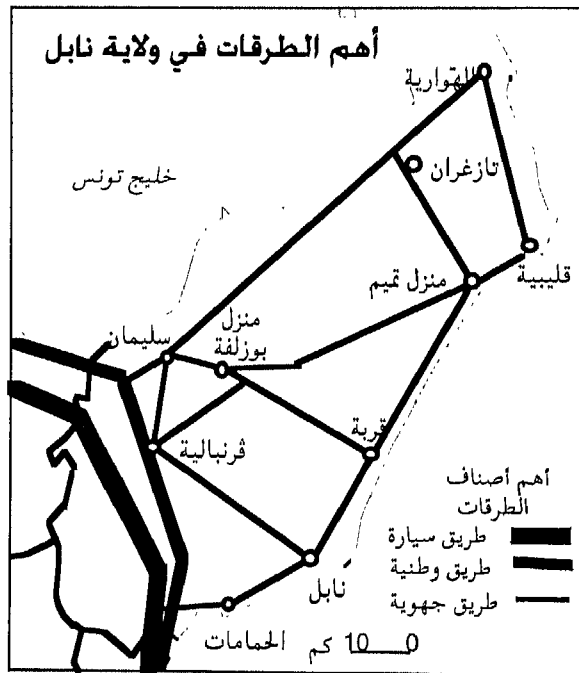 أهم الطرقات في ولاية نابل
الهوارية
تازغران
خليج تونس
قليبية
منزل تميم
منزل
بوزلفة
سليمان
ڨرنبالية
قربة
نابل
الحمامات
أهم أصناف
الطرقات
طريق سيارة
طريق وطنية
طريق جهوية
0 10 كم